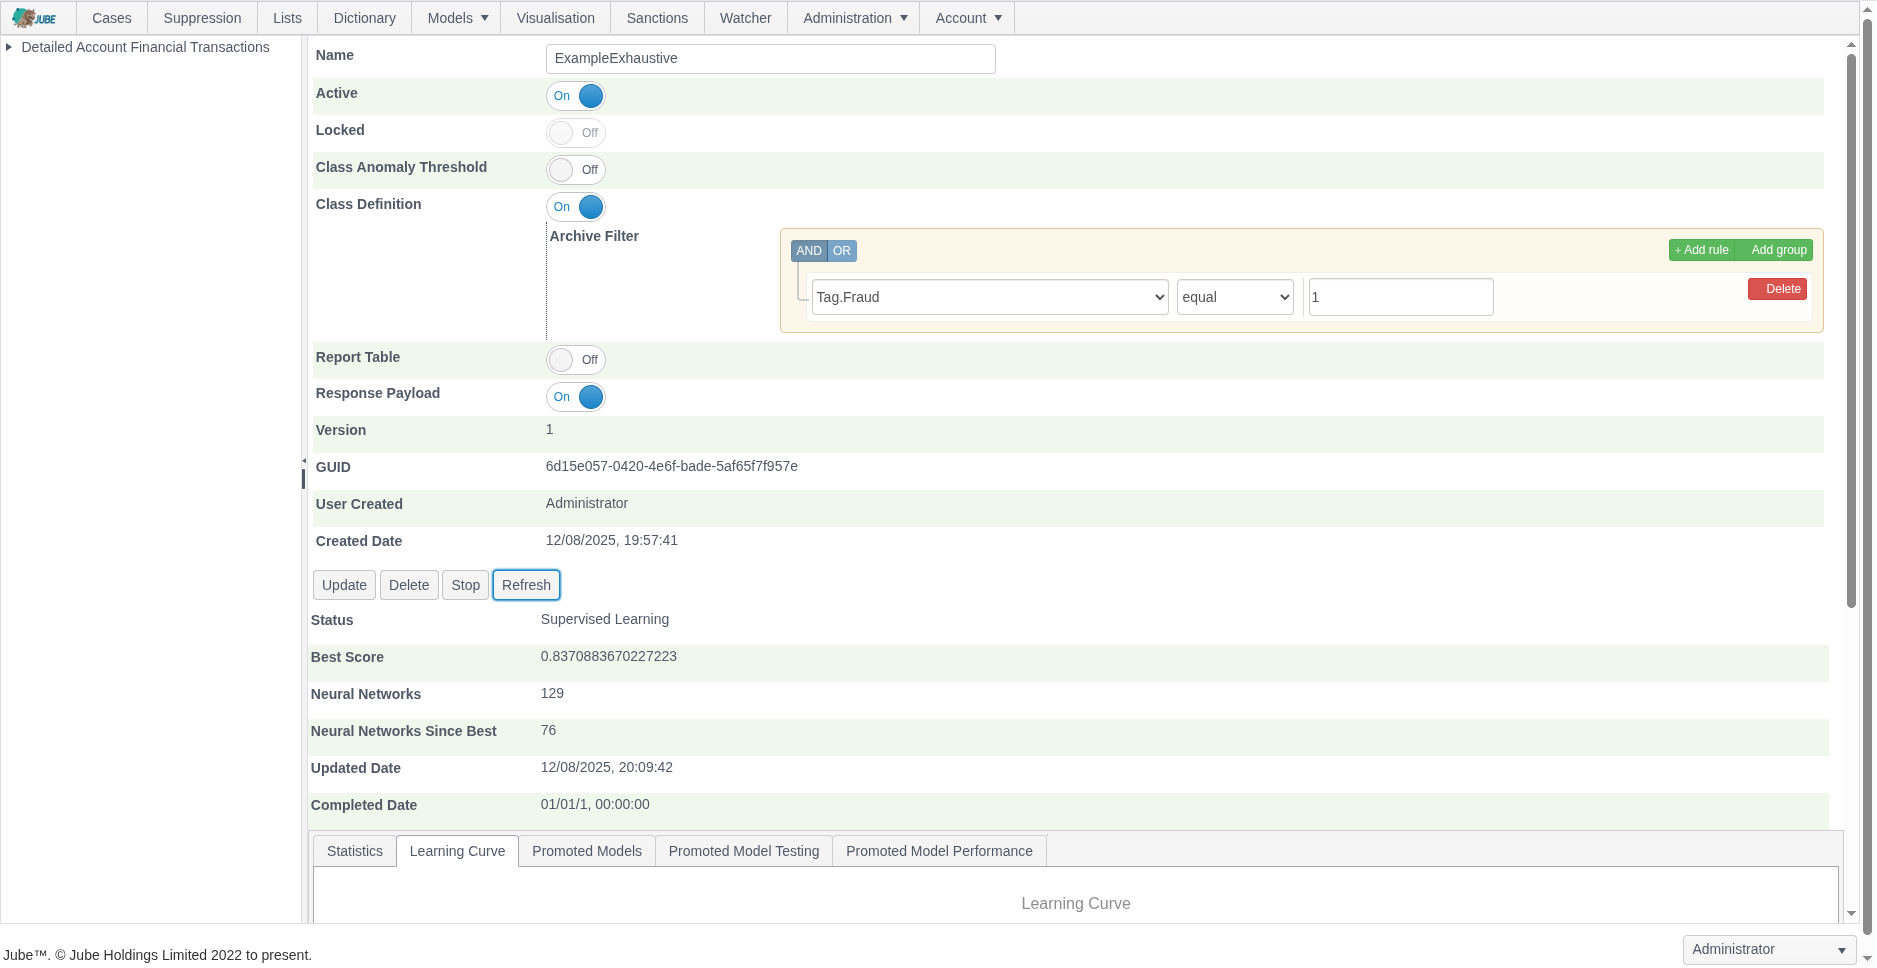 JUBE Cases Suppression Lists Dictionary Models Visualisation Sanctions Watcher Administration Account
Detailed Account Financial Transactions
Name ExampleExhaustive
Active On
Locked Off
Class Anomaly Threshold Off
Class Definition On
Archive Filter
AND OR + Add rule Add group
Tag.Fraud equal 1 Delete
Report Table Off
Response Payload On
Version 1
GUID 6d15e057-0420-4e6f-bade-5af65f7f957e
User Created Administrator
Created Date 12/08/2025, 19:57:41
Update Delete Stop Refresh
Status Supervised Learning
Best Score 0.8370883670227223
Neural Networks 129
Neural Networks Since Best 76
Updated Date 12/08/2025, 20:09:42
Completed Date 01/01/1, 00:00:00
Statistics Learning Curve Promoted Models Promoted Model Testing Promoted Model Performance
Learning Curve
Jube™. © Jube Holdings Limited 2022 to present. Administrator